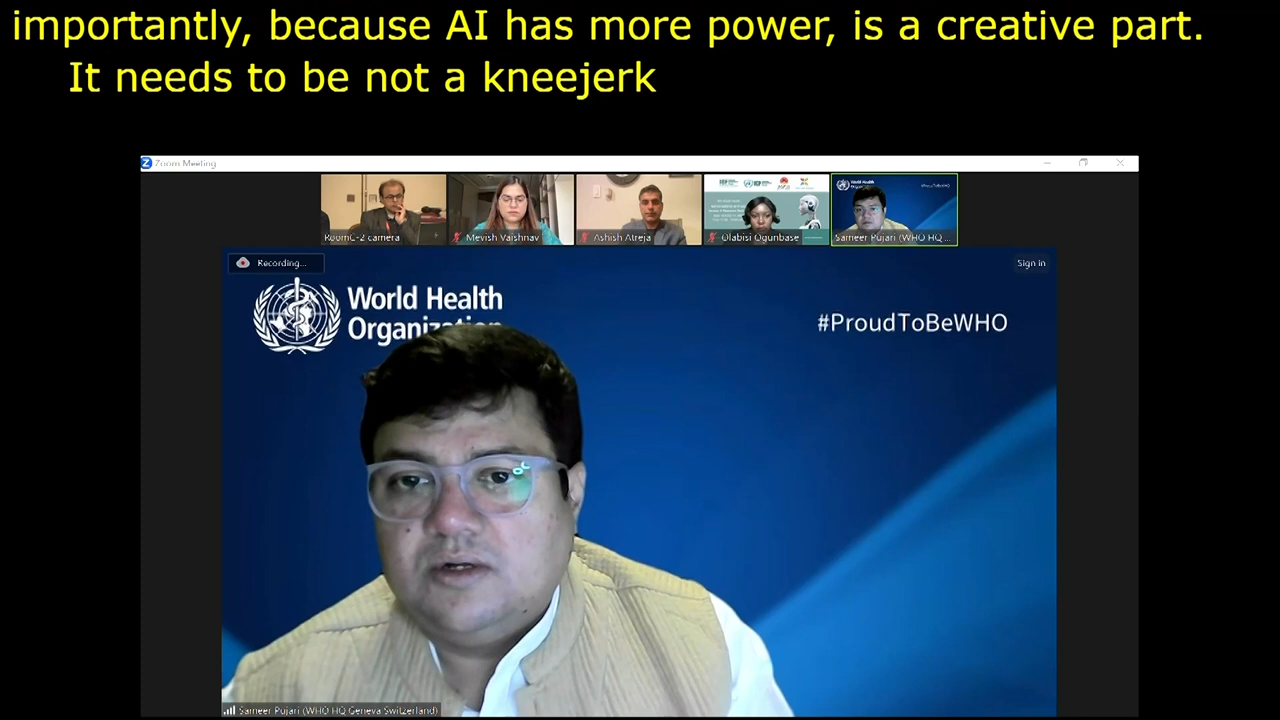 importantly, because AI has more power, is a creative part.
It needs to be not a kneejerk
Zoom Meeting
RoomC-2 camera
Mevish Vaishnav
Ashish Atreja
Olabisi Ogunbase
Sameer Pujari (WHO HQ ...
Recording...
Sign in
World Health
Organization
#ProudToBeWHO
Sameer Pujari (WHO HQ Geneva Switzerland)